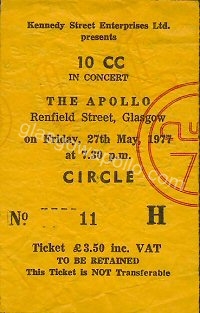 Kennedy Street Enterprises Ltd.
presents
10 CC
IN CONCERT
THE APOLLO
Renfield Street, Glasgow
on Friday, 27th May, 1977
at 7.30 p.m.
CIRCLE
No 11 H
Ticket £3.50 inc. VAT
TO BE RETAINED
This Ticket is NOT Transferable